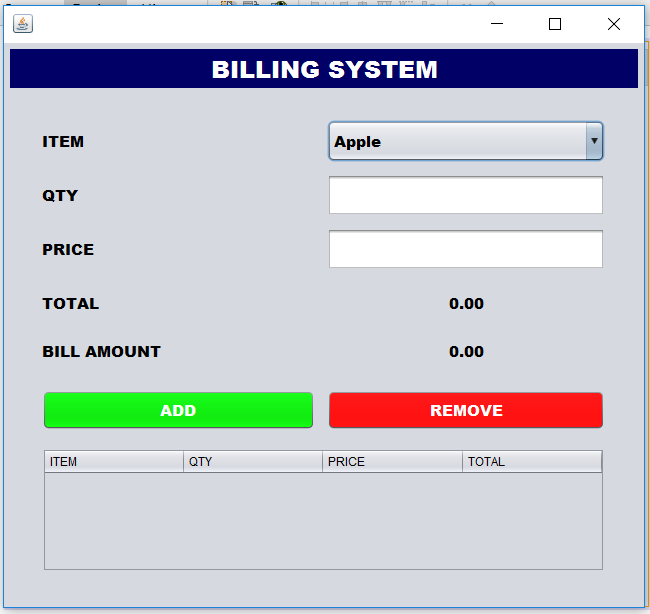 BILLING SYSTEM
ITEM Apple
QTY
PRICE
TOTAL 0.00
BILL AMOUNT 0.00
ADD REMOVE
ITEM QTY PRICE TOTAL